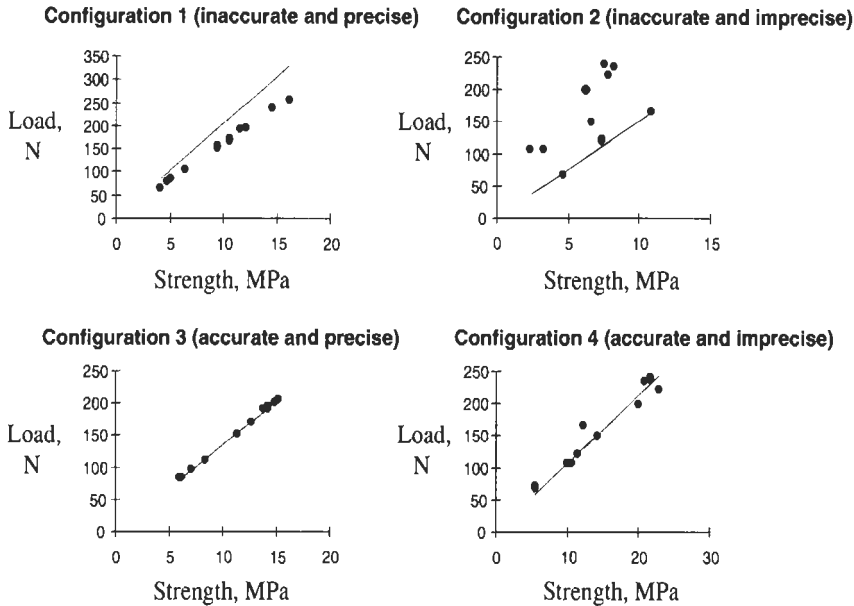 Configuration 1 (inaccurate and precise)
350
300
250
200
150
100
50
0
Load,
N
0 5 10 15 20
Strength, MPa
Configuration 2 (inaccurate and imprecise)
250
200
150
100
50
0
Load,
N
0 5 10 15
Strength, MPa
Configuration 3 (accurate and precise)
250
200
150
100
50
0
Load,
N
0 5 10 15 20
Strength, MPa
Configuration 4 (accurate and imprecise)
250
200
150
100
50
0
Load,
N
0 10 20 30
Strength, MPa